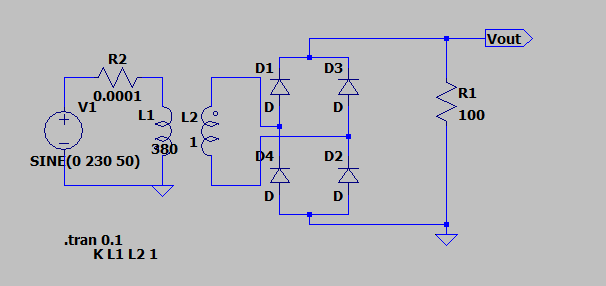 Vout
R2
D1
D3
0.0001
V1
R1
L1
L2
D
D
100
380
1
SINE(0 230 50)
D4
D2
D
D
.tran 0.1
K L1 L2 1